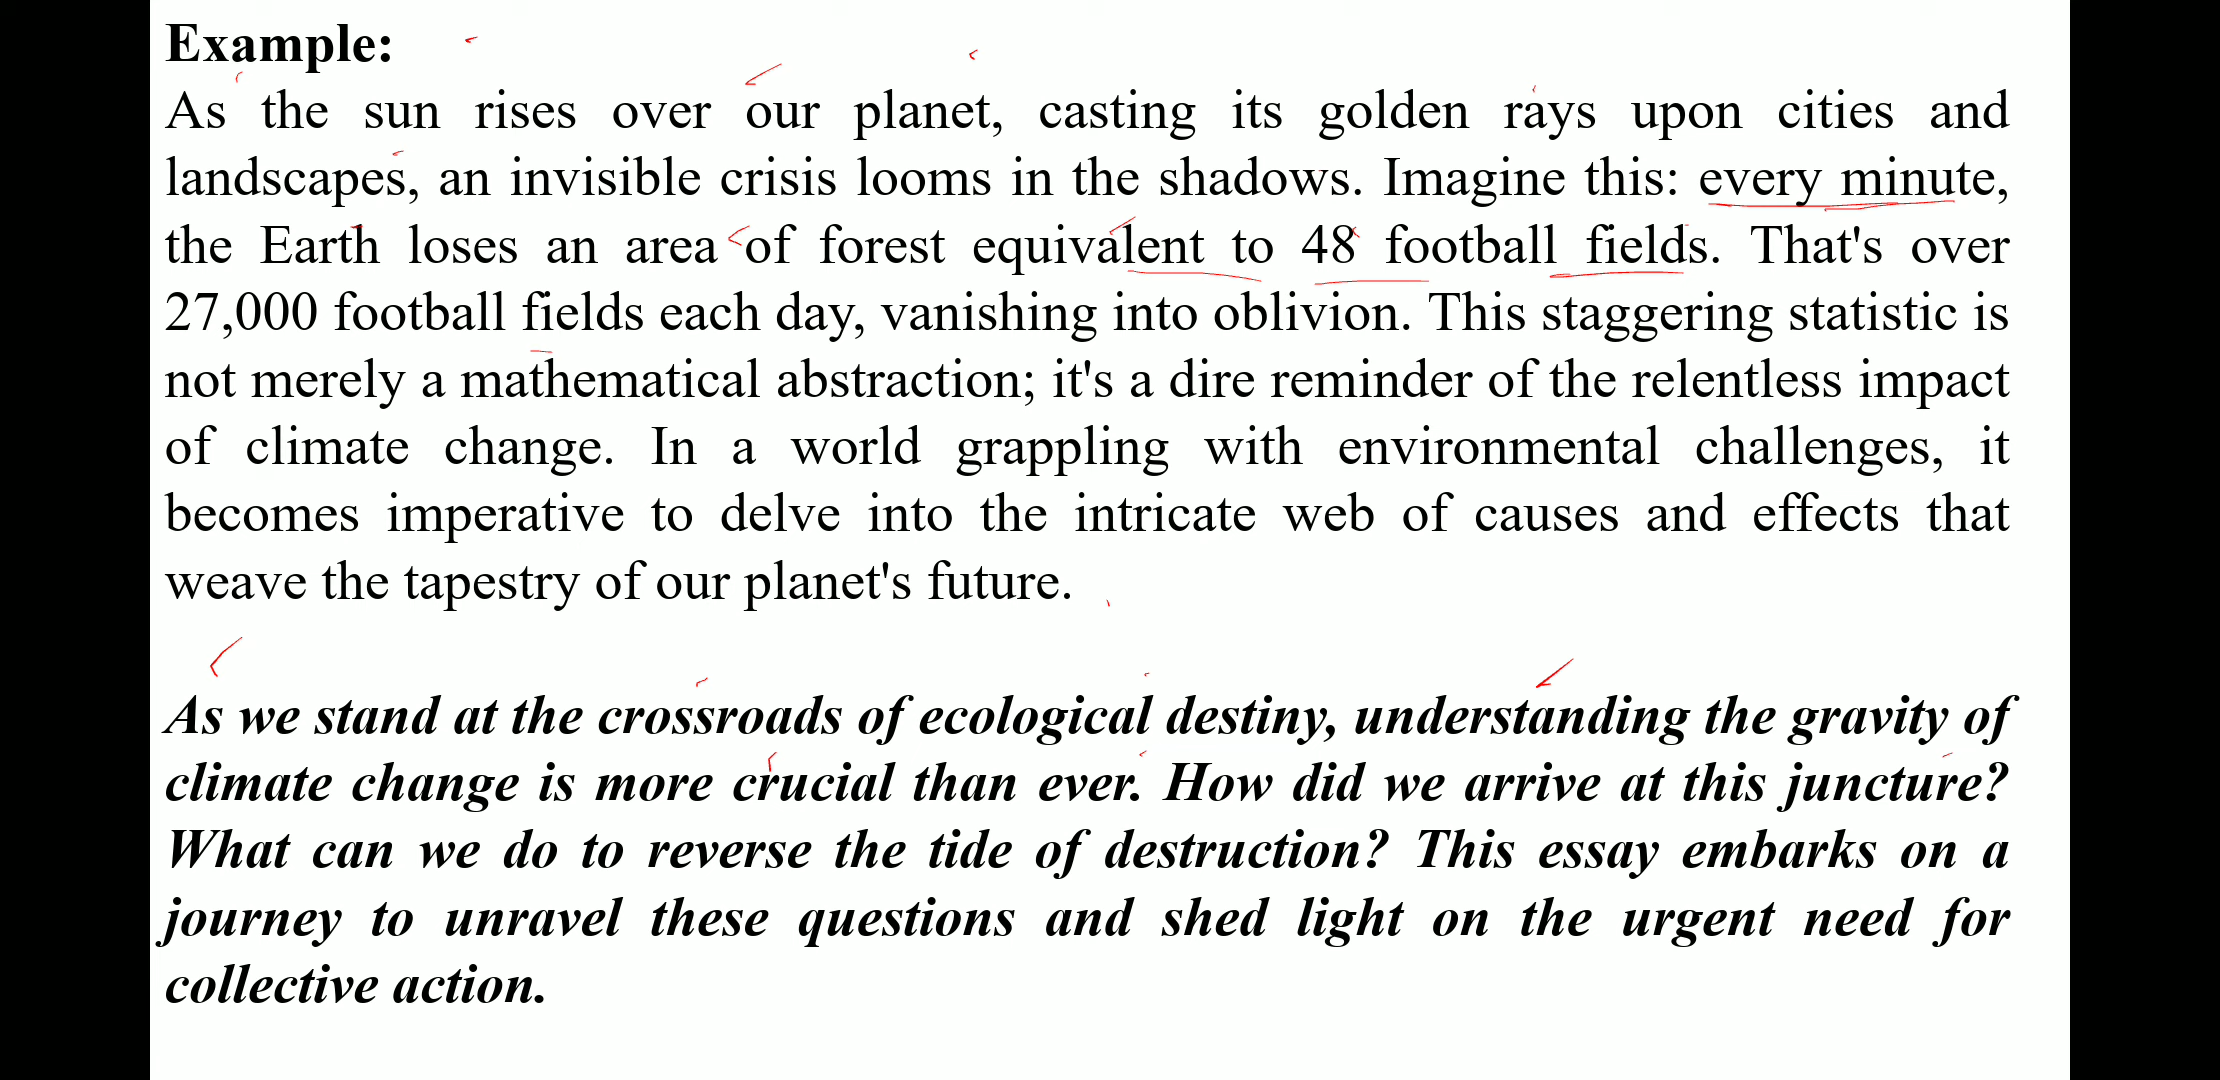 Example:
As the sun rises over our planet, casting its golden rays upon cities and
landscapes, an invisible crisis looms in the shadows. Imagine this: every minute,
the Earth loses an area of forest equivalent to 48 football fields. That's over
27,000 football fields each day, vanishing into oblivion. This staggering statistic is
not merely a mathematical abstraction; it's a dire reminder of the relentless impact
of climate change. In a world grappling with environmental challenges, it
becomes imperative to delve into the intricate web of causes and effects that
weave the tapestry of our planet's future.
As we stand at the crossroads of ecological destiny, understanding the gravity of
climate change is more crucial than ever. How did we arrive at this juncture?
What can we do to reverse the tide of destruction? This essay embarks on a
journey to unravel these questions and shed light on the urgent need for
collective action.